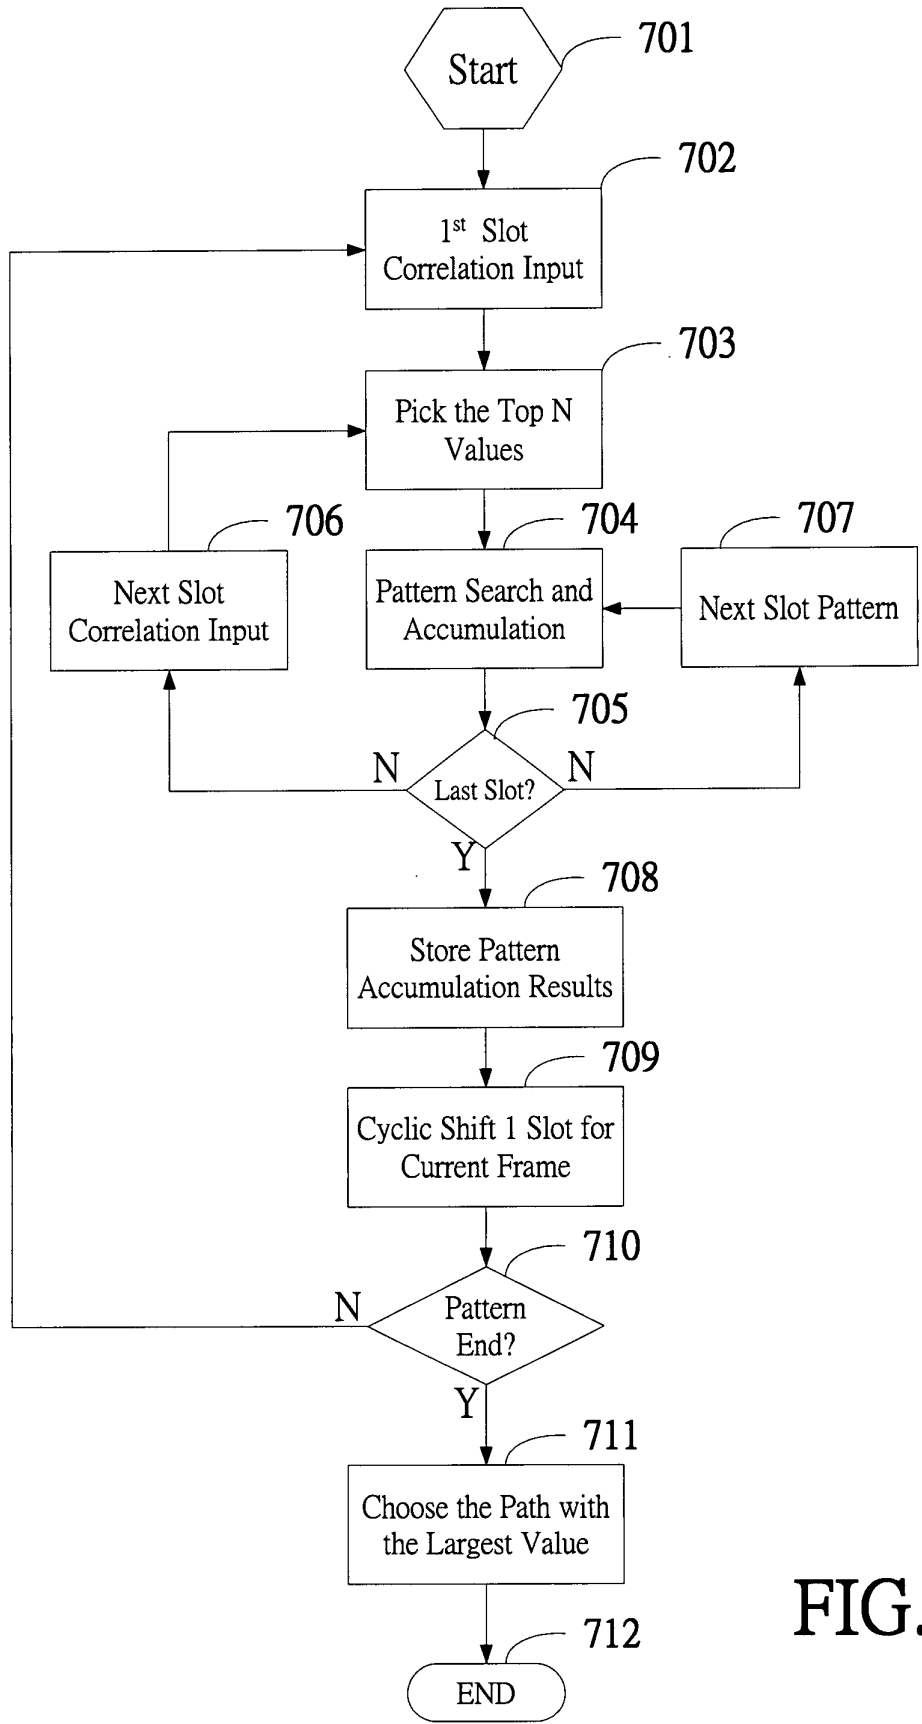 701
Start
702
1st Slot
Correlation Input
703
Pick the Top N
Values
706
704
707
Next Slot
Correlation Input
Pattern Search and
Accumulation
Next Slot Pattern
705
N
N
Last Slot?
Y
708
Store Pattern
Accumulation Results
709
Cyclic Shift 1 Slot for
Current Frame
710
N
Pattern
End?
Y
711
Choose the Path with
the Largest Value
FIG.
712
END